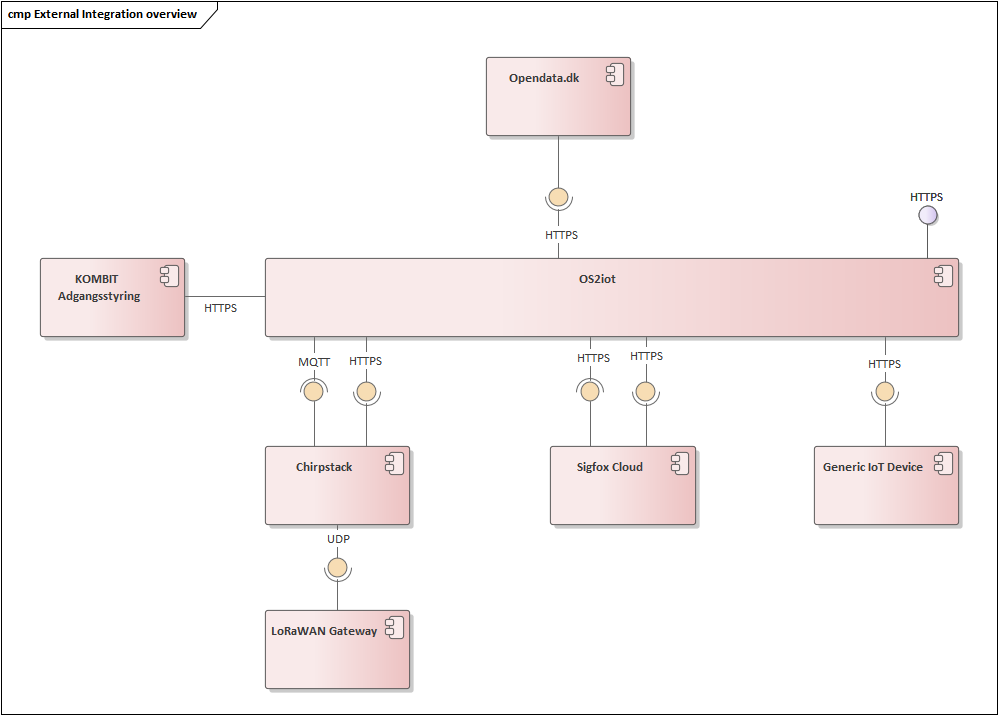 cmp External Integration overview
Opendata.dk
HTTPS
HTTPS
KOMBIT
Adgangsstyring
HTTPS
OS2iot
MQTT
HTTPS
HTTPS
HTTPS
HTTPS
Chirpstack
Sigfox Cloud
Generic IoT Device
UDP
LoRaWAN Gateway